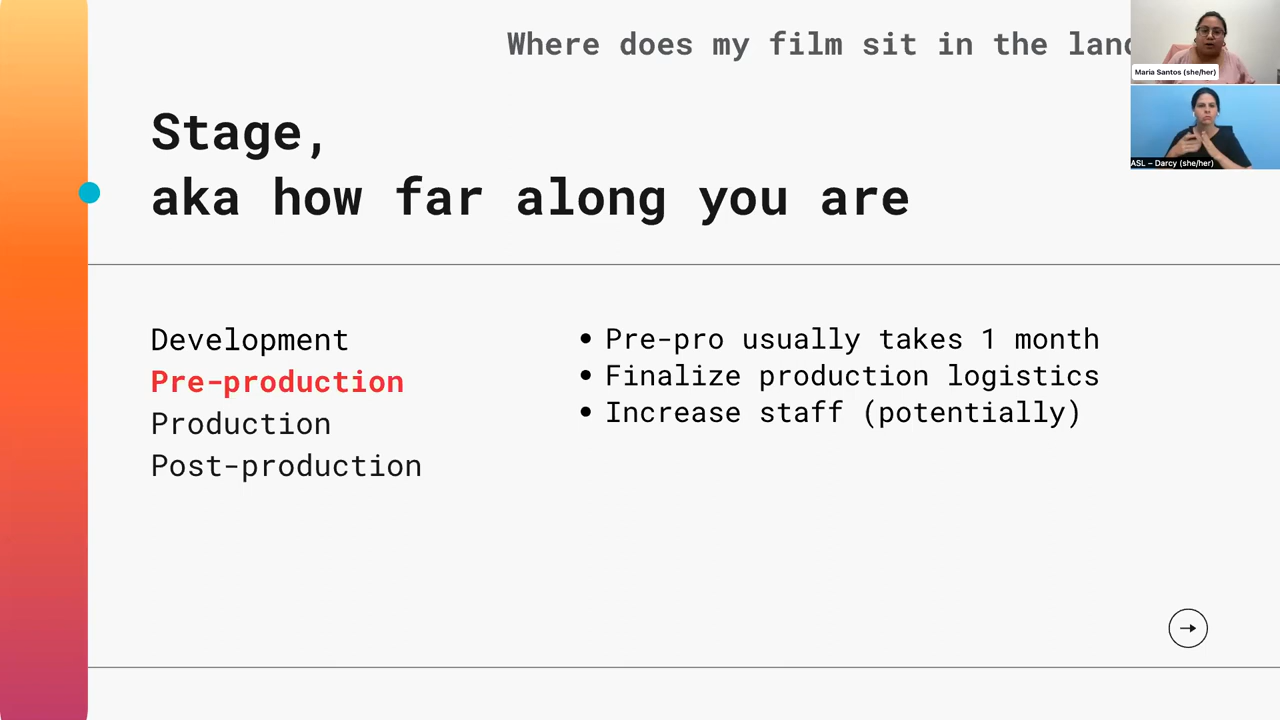 Where does my film sit in the
Stage,
aka how far along you are
Development
Pre-production
Production
Post-production
• Pre-pro usually takes 1 month
• Finalize production logistics
• Increase staff (potentially)
Maria Santos (she/her)
ASL – Darcy (she/her)